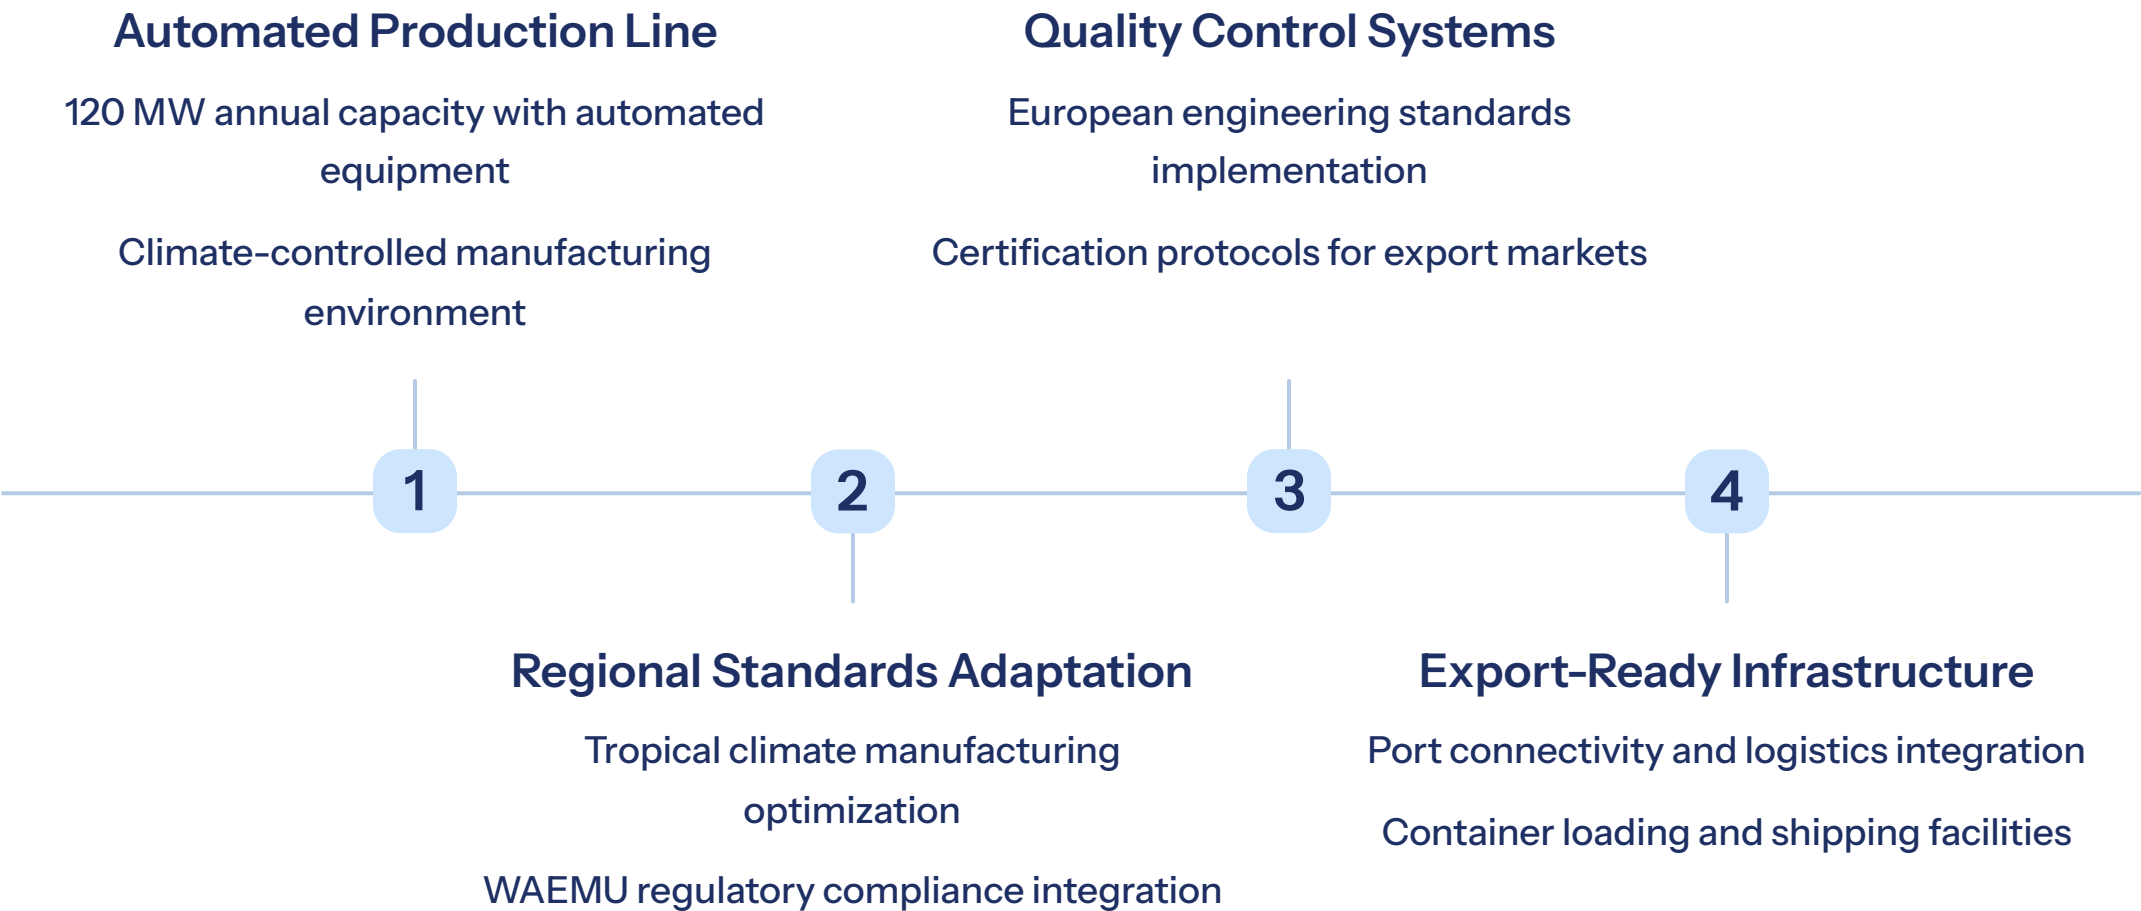 Automated Production Line
120 MW annual capacity with automated
equipment
Climate-controlled manufacturing
environment
1
2
Regional Standards Adaptation
Tropical climate manufacturing
optimization
WAEMU regulatory compliance integration
Quality Control Systems
European engineering standards
implementation
Certification protocols for export markets
3
4
Export-Ready Infrastructure
Port connectivity and logistics integration
Container loading and shipping facilities